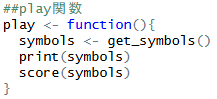 ##play関数
play <- function(){
  symbols <- get_symbols()
  print(symbols)
  score(symbols)
}